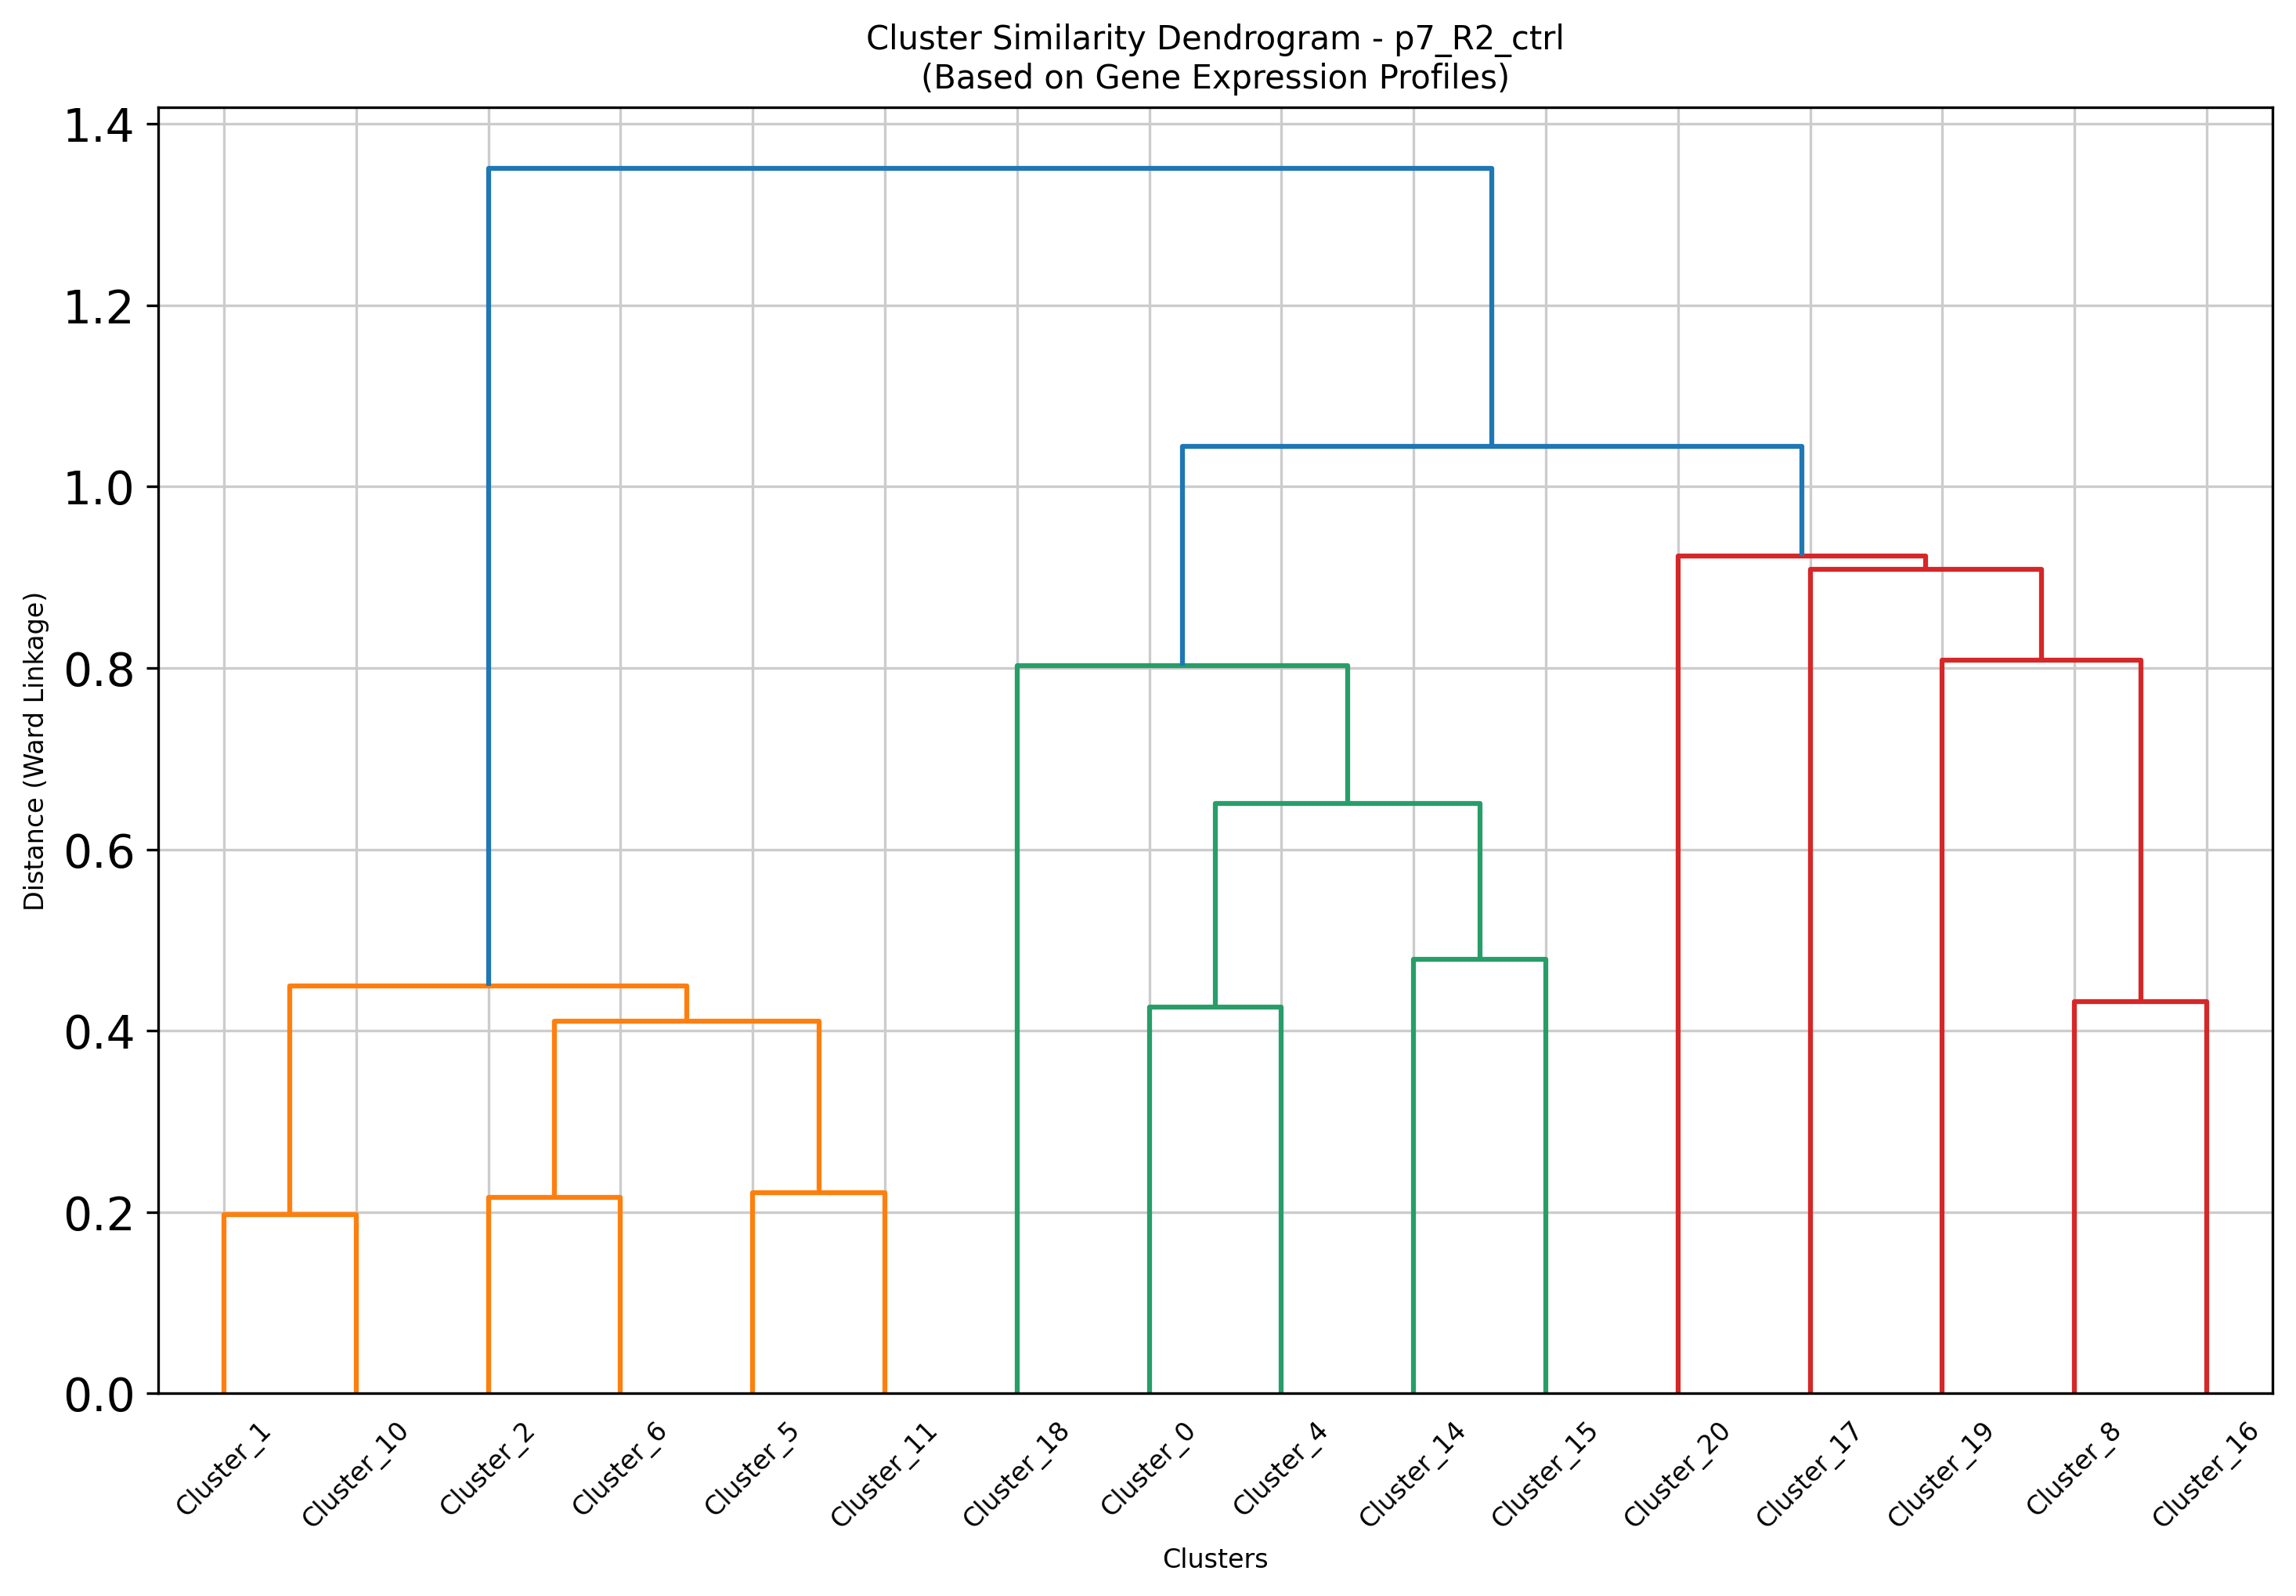 Cluster Similarity Dendrogram - p7_R2_ctrl
(Based on Gene Expression Profiles)
1.4
1.2
1.0
0.8
0.6
0.4
0.2
0.0
Distance (Ward Linkage)
Cluster_1
Cluster_10
Cluster_2
Cluster_6
Cluster_5
Cluster_11
Cluster_18
Cluster_0
Cluster_4
Cluster_14
Cluster_15
Cluster_20
Cluster_17
Cluster_19
Cluster_8
Cluster_16
Clusters